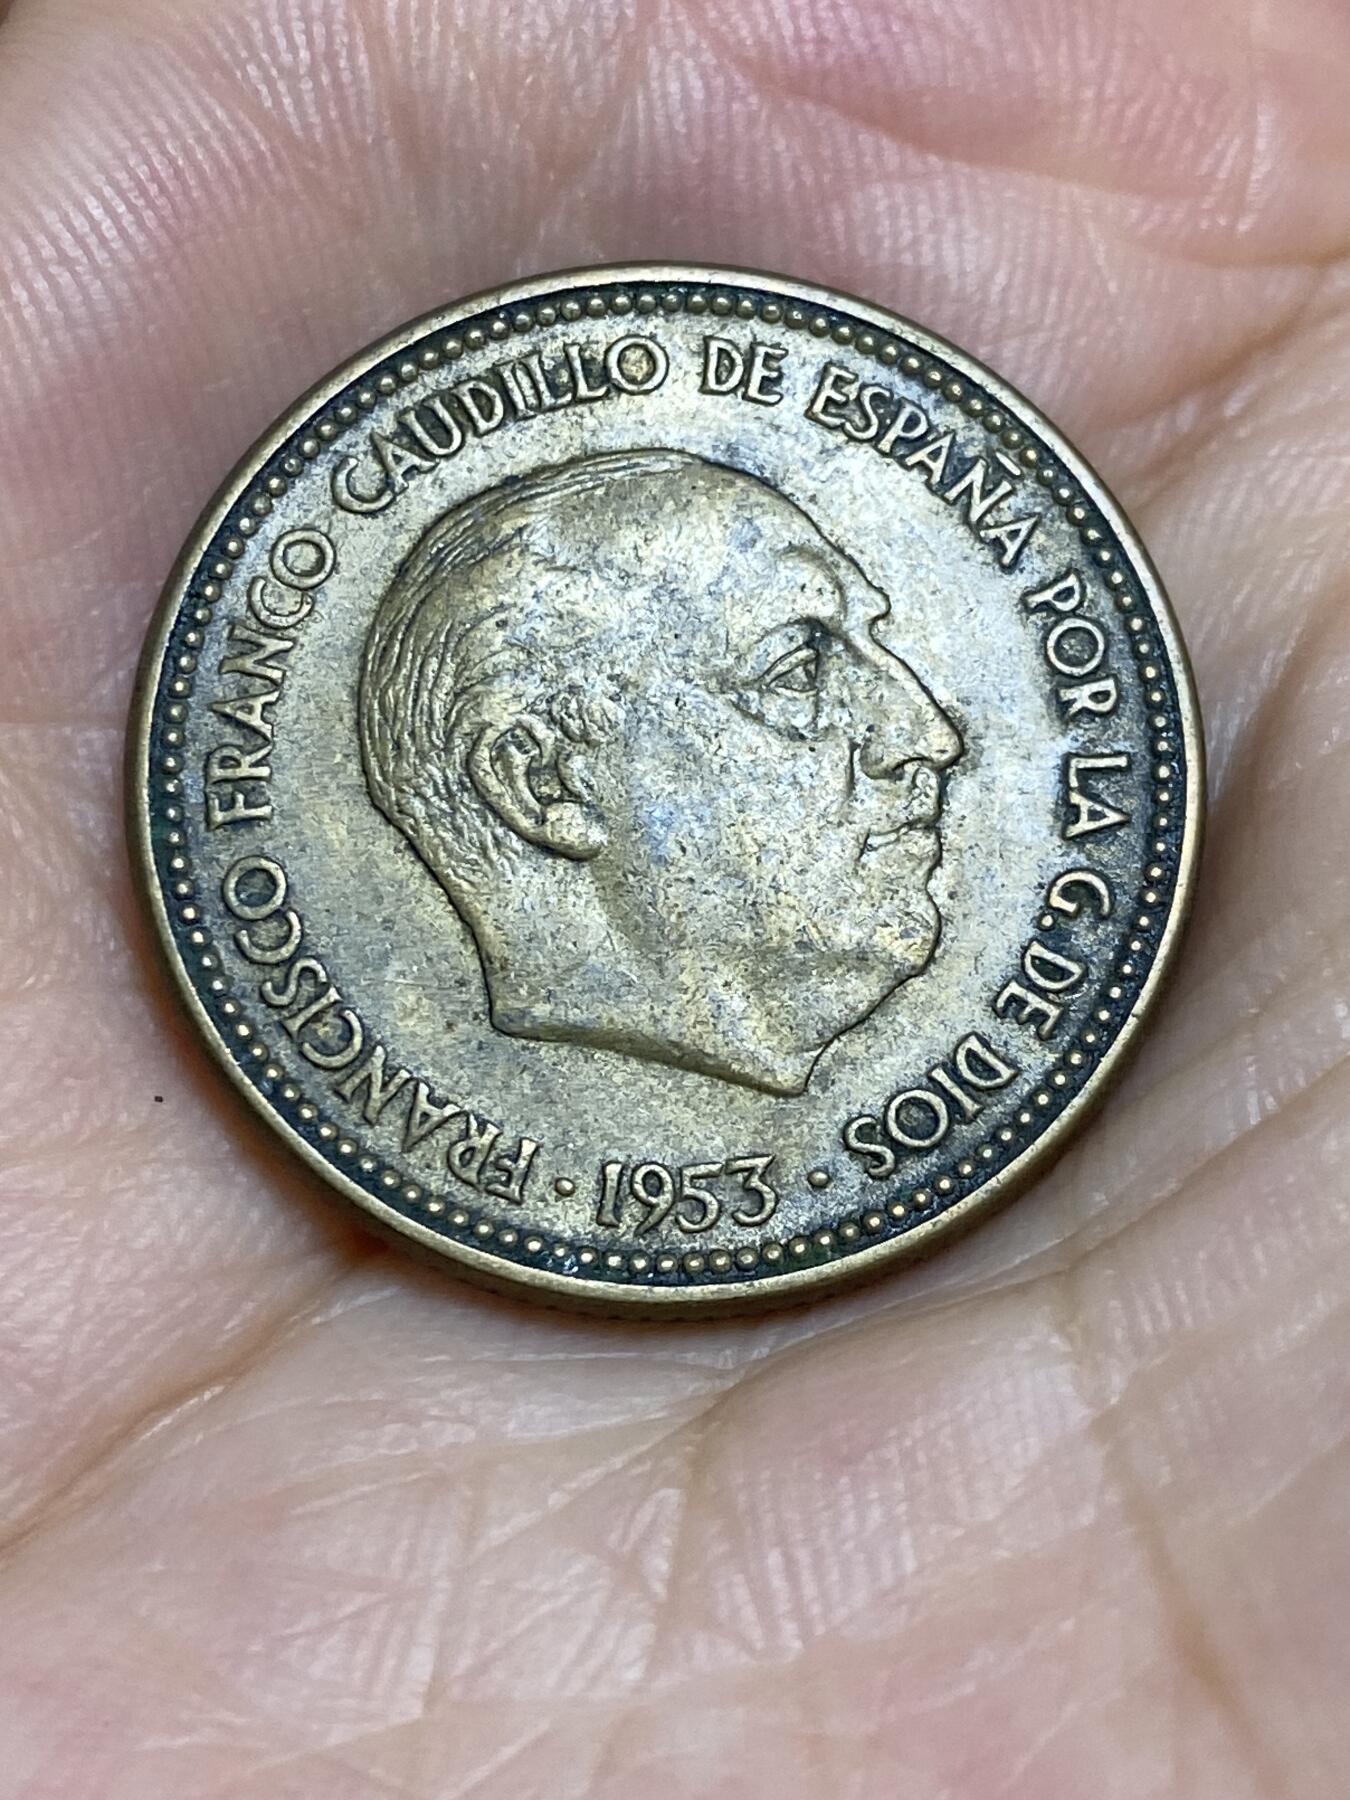 FRANCISCO FRANCO CAUDILLO DE ESPAÑA POR LA G. DE DIOS
· 1953 ·